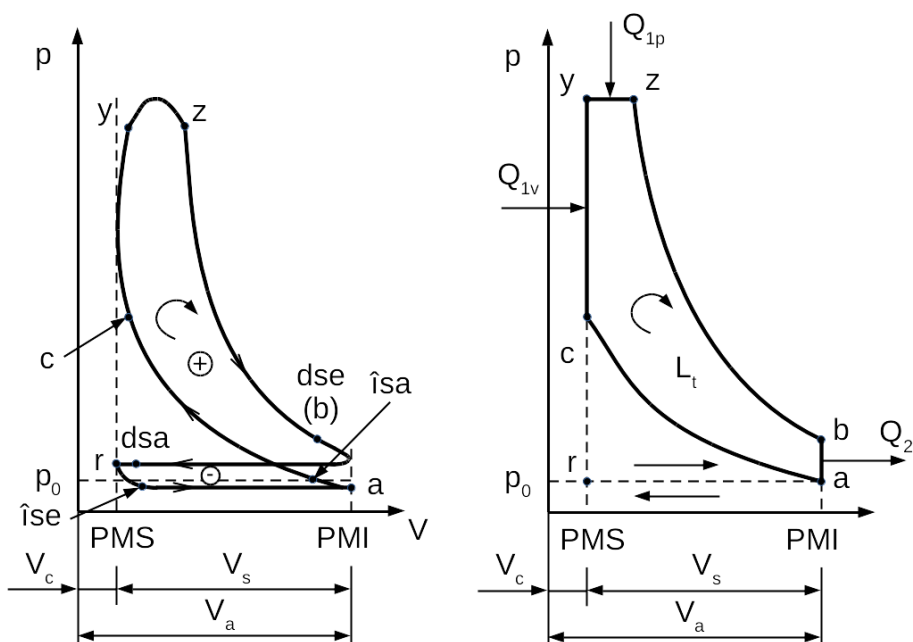 p
y
z
c
dse
(b)
îsa
dsa
r
p0
-
+
a
îse
PMS
PMI
V
Vc
Vs
Va
Q1p
p
y
z
Q1v
c
Lt
b
Q2
r
a
p0
PMS
PMI
Vc
Vs
Va